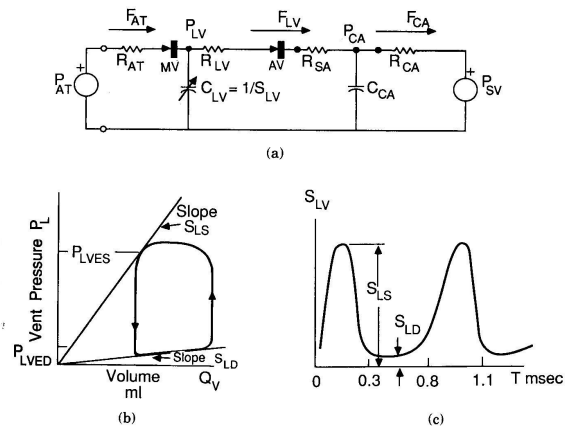 F_AT P_LV F_LV P_CA F_CA
R_AT MV R_LV AV R_SA R_CA
+ P_AT C_LV = 1/S_LV C_CA + P_SV
(a)
Vent Pressure P_L
Slope
S_LS
P_LVES
P_LVED
Slope S_LD
Volume Q_V
ml
(b)
S_LV
S_LS
S_LD
0 0.3 0.8 1.1 T msec
(c)